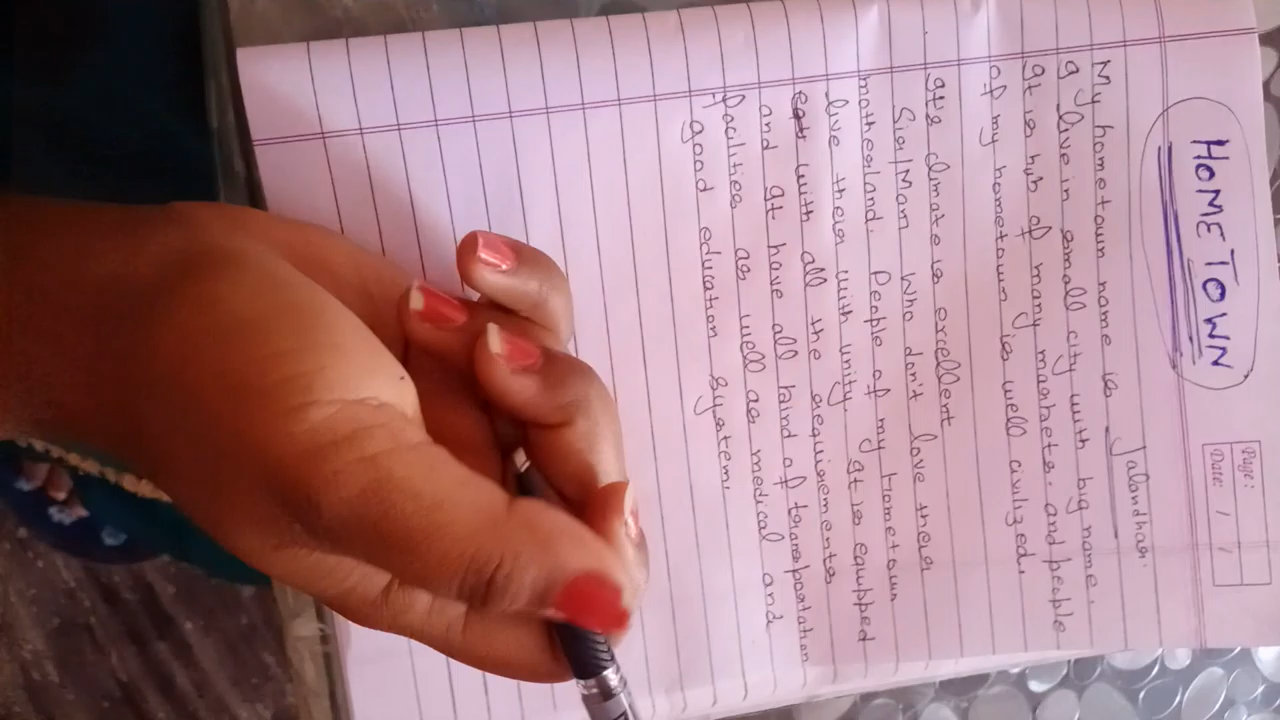 HOME TOWN
Page:
Date: / /
My hometown name is Jalandhar.
I live in small city with big name.
It is hub of many markets. and people
of my hometown is well civilized.
Its climate is excellent
Sir/Mam Who don't love their
motherland. People of my hometown
live their with unity. It is equipped
with all the requirements
and It have all kind of transportation
facilities as well as medical and
good education system.